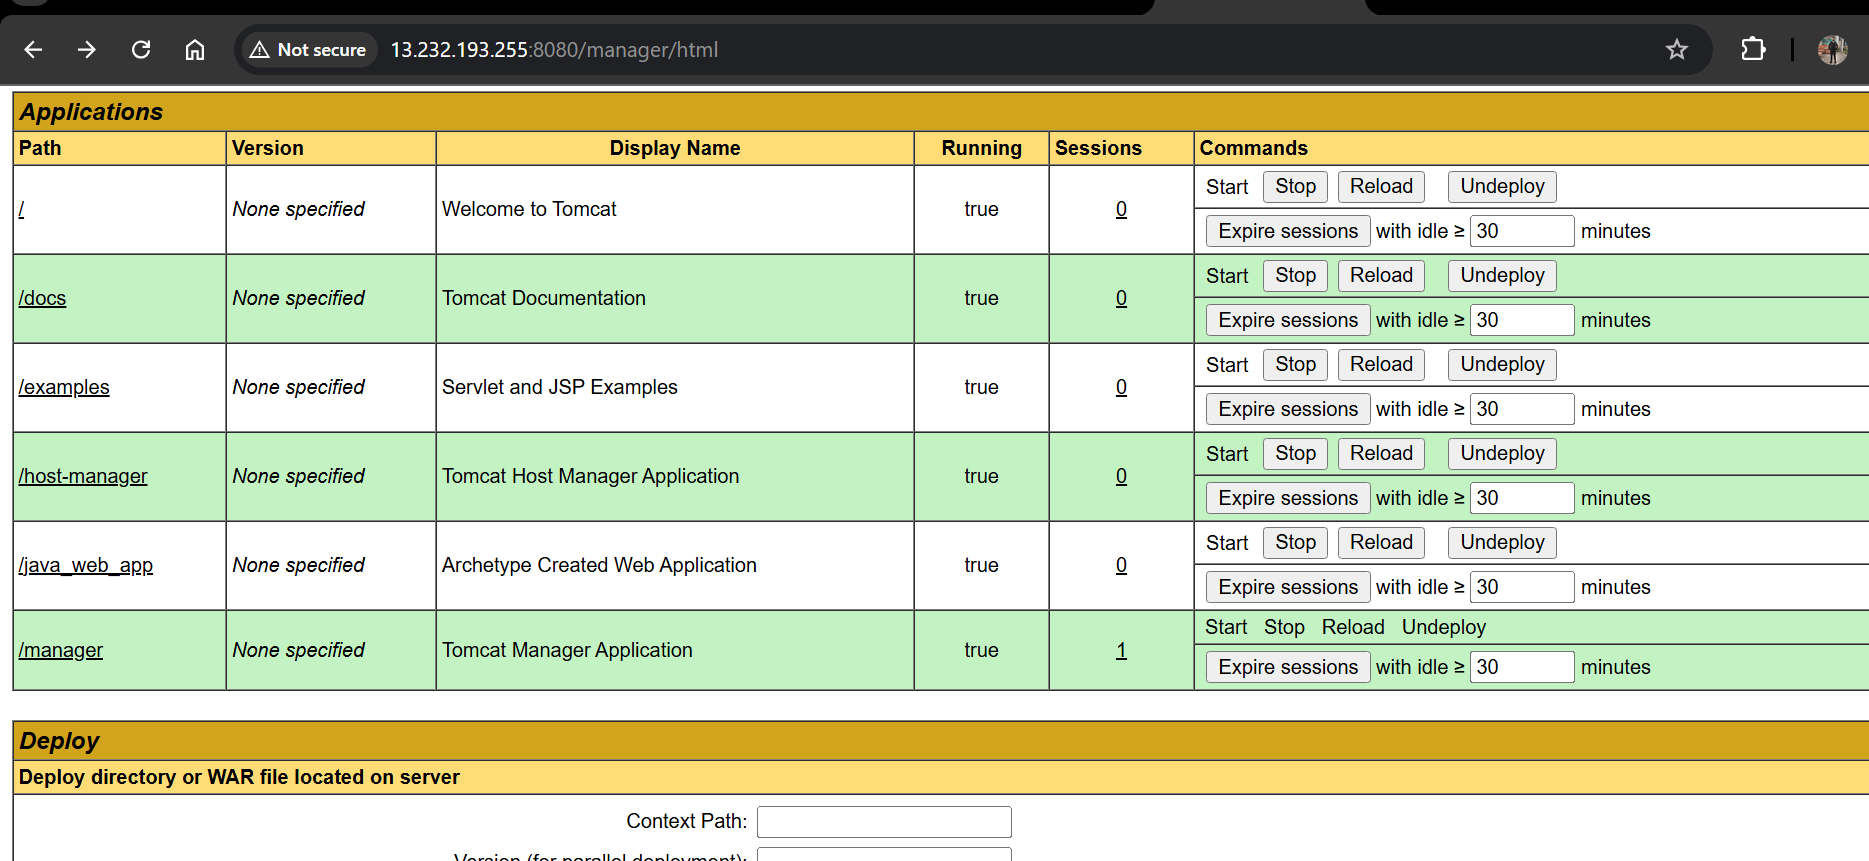 Not secure 13.232.193.255:8080/manager/html
Applications
Path Version Display Name Running Sessions Commands
/ None specified Welcome to Tomcat true 0 Start Stop Reload Undeploy
Expire sessions with idle ≥ 30 minutes
/docs None specified Tomcat Documentation true 0 Start Stop Reload Undeploy
Expire sessions with idle ≥ 30 minutes
/examples None specified Servlet and JSP Examples true 0 Start Stop Reload Undeploy
Expire sessions with idle ≥ 30 minutes
/host-manager None specified Tomcat Host Manager Application true 0 Start Stop Reload Undeploy
Expire sessions with idle ≥ 30 minutes
/java_web_app None specified Archetype Created Web Application true 0 Start Stop Reload Undeploy
Expire sessions with idle ≥ 30 minutes
/manager None specified Tomcat Manager Application true 1 Start Stop Reload Undeploy
Expire sessions with idle ≥ 30 minutes
Deploy
Deploy directory or WAR file located on server
Context Path:
Version (for parallel deployment):